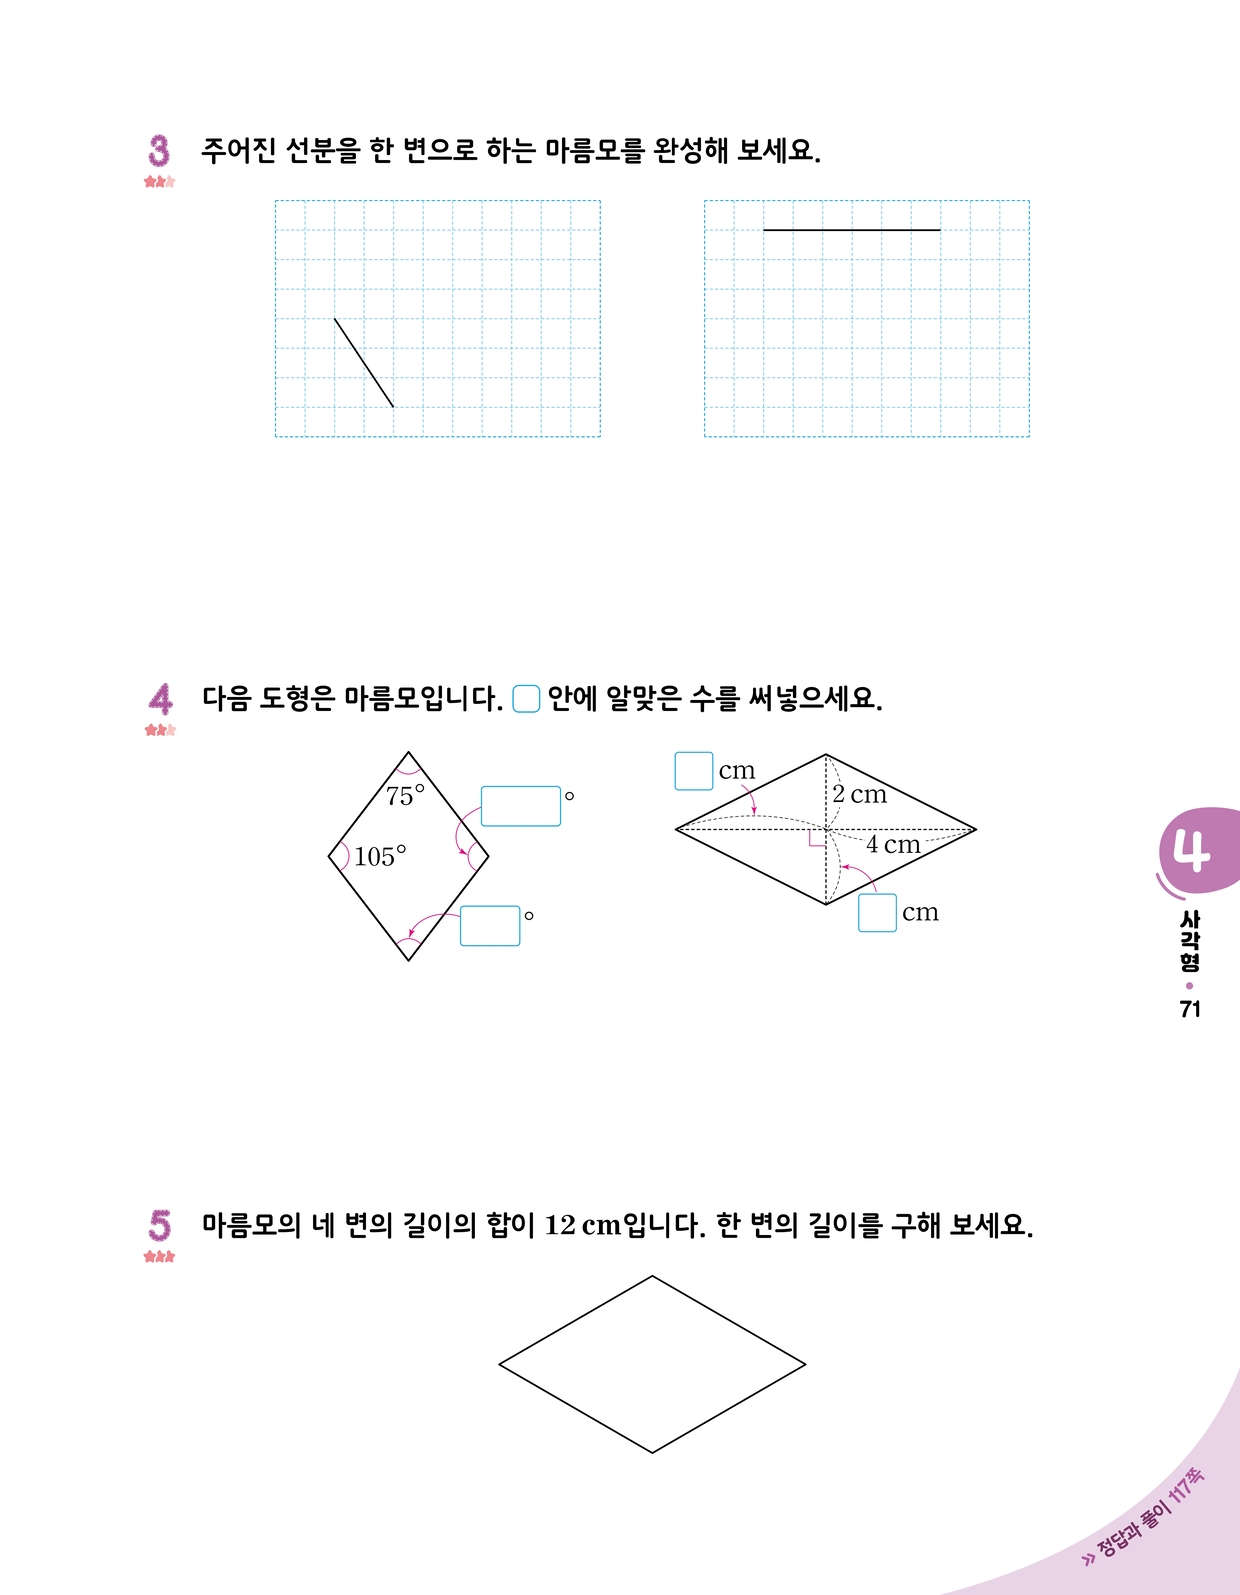 3 주어진 선분을 한 변으로 하는 마름모를 완성해 보세요.
4 다음 도형은 마름모입니다. □ 안에 알맞은 수를 써넣으세요.
75°
°
105°
°
cm
2 cm
4 cm
cm
4
사각형 • 71
5 마름모의 네 변의 길이의 합이 12 cm입니다. 한 변의 길이를 구해 보세요.
» 정답과 풀이 117쪽